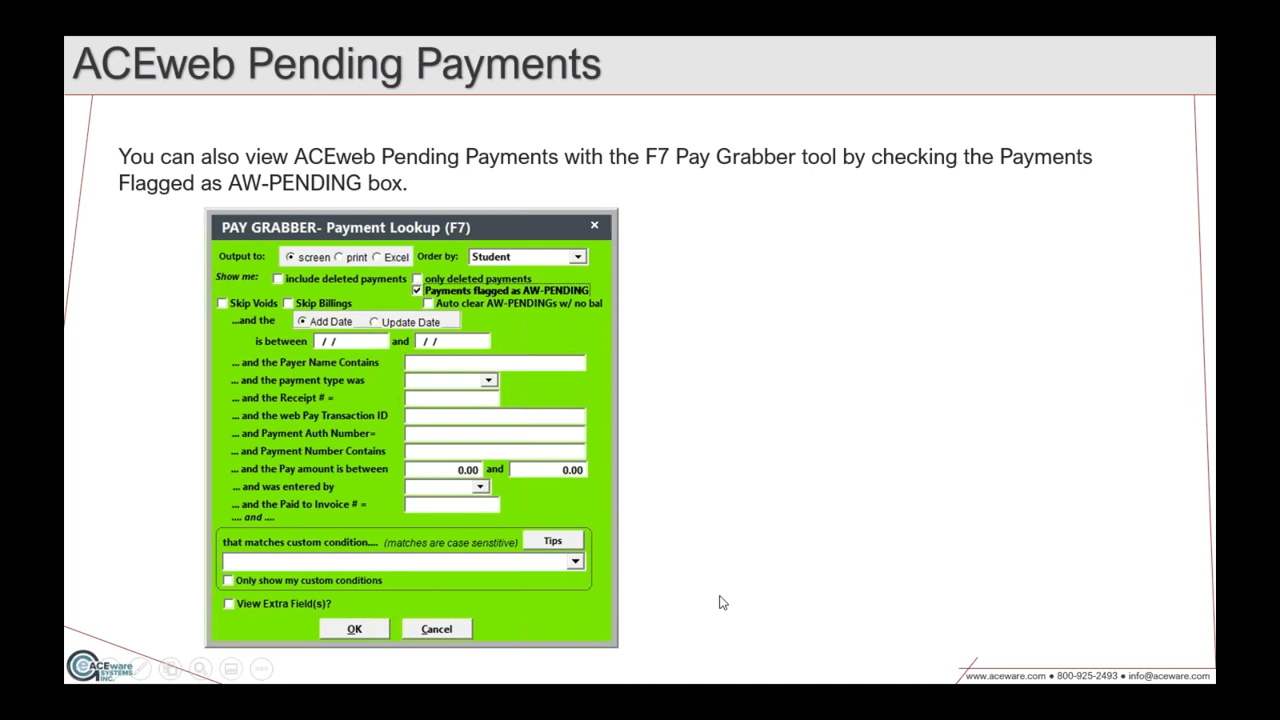 ACEweb Pending Payments
You can also view ACEweb Pending Payments with the F7 Pay Grabber tool by checking the Payments
Flagged as AW-PENDING box.
PAY GRABBER- Payment Lookup (F7)
Output to: screen print Excel Order by: Student
Show me: include deleted payments only deleted payments
Payments flagged as AW-PENDING
Skip Voids Skip Billings Auto clear AW-PENDINGs w/ no bal
...and the Add Date Update Date
is between / / and / /
... and the Payer Name Contains
... and the payment type was
... and the Receipt # =
... and the web Pay Transaction ID
... and Payment Auth Number=
... and Payment Number Contains
... and the Pay amount is between 0.00 and 0.00
... and was entered by
... and the Paid to Invoice # =
.... and ....
that matches custom condition.... (matches are case sensitive) Tips
Only show my custom conditions
View Extra Field(s)?
OK Cancel
ACEware
SYSTEMS
INC.
www.aceware.com ● 800-925-2493 ● info@aceware.com